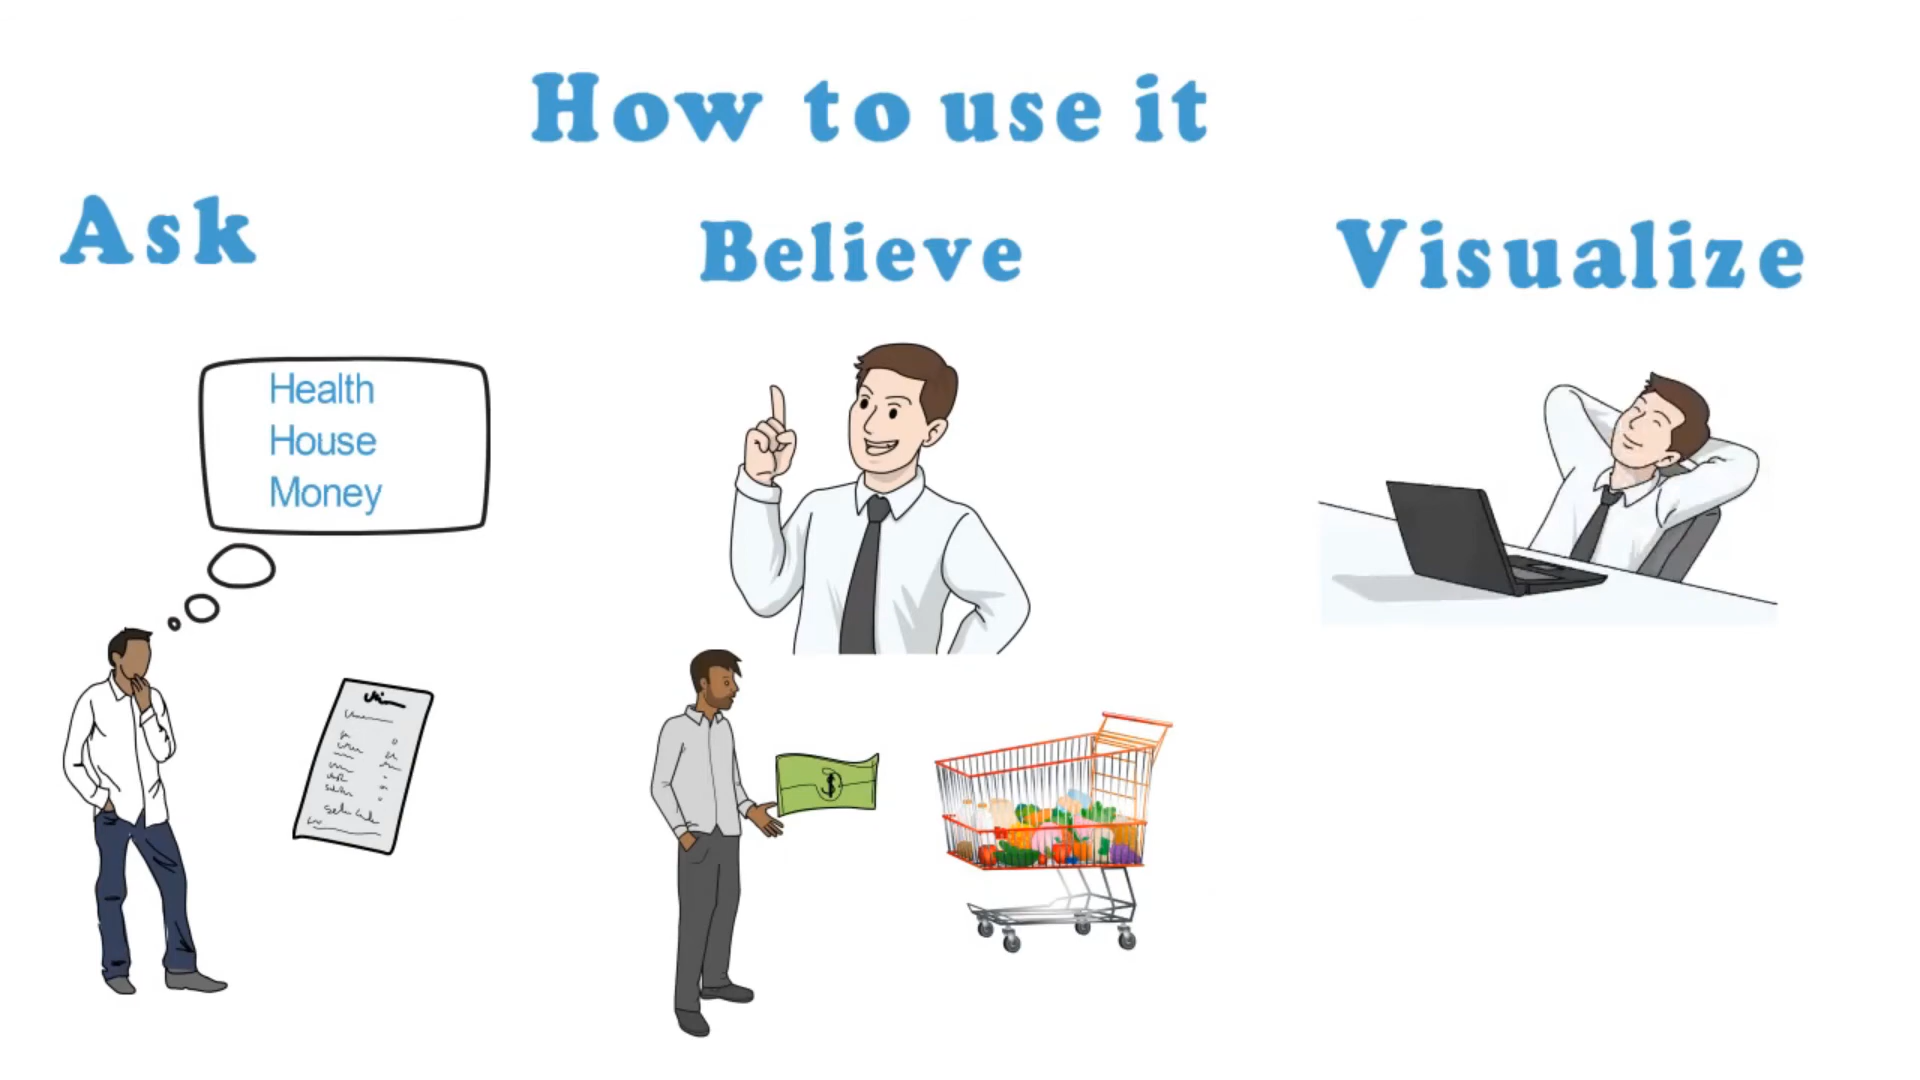 How to use it
Ask
Believe
Visualize
Health
House
Money
$